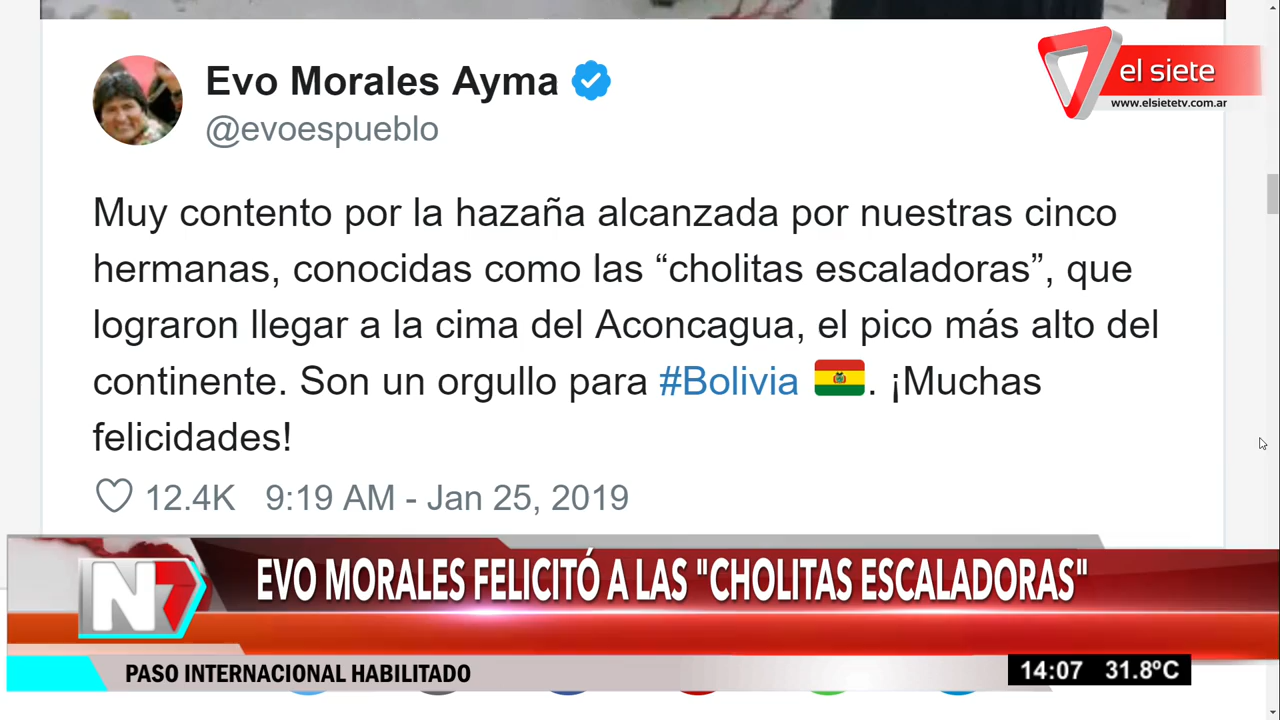 Evo Morales Ayma
@evoespueblo
el siete
www.elsietetv.com.ar
Muy contento por la hazaña alcanzada por nuestras cinco
hermanas, conocidas como las “cholitas escaladoras”, que
lograron llegar a la cima del Aconcagua, el pico más alto del
continente. Son un orgullo para #Bolivia 🇧🇴. ¡Muchas
felicidades!
12.4K 9:19 AM - Jan 25, 2019
N7
EVO MORALES FELICITÓ A LAS "CHOLITAS ESCALADORAS"
PASO INTERNACIONAL HABILITADO
14:07 31.8ºC